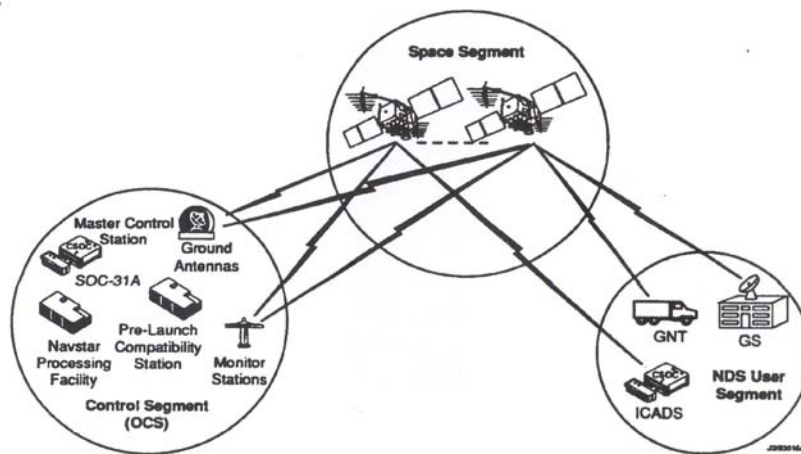 Space Segment
Master Control
Station
CSOC
SOC-31A
Ground
Antennas
Navstar
Processing
Facility
Pre-Launch
Compatibility
Station
Monitor
Stations
Control Segment
(OCS)
GNT
GS
CSOC
ICADS
NDS User
Segment